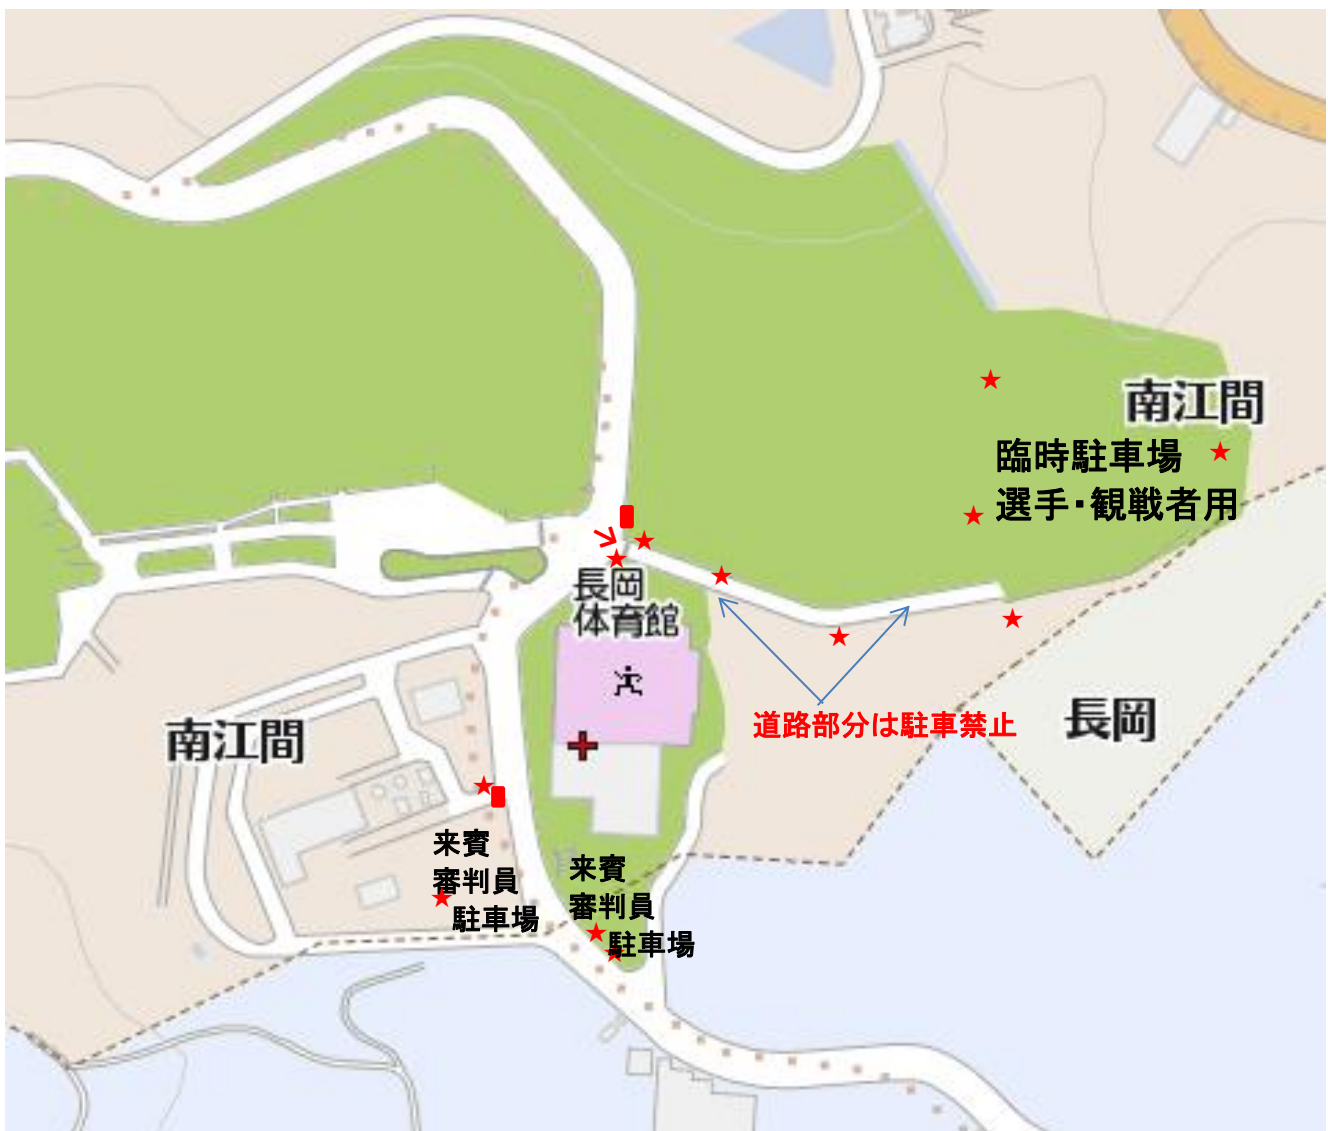 南江間
臨時駐車場
選手・観戦者用
長岡
体育館
道路部分は駐車禁止
長岡
南江間
来賓
審判員
駐車場
来賓
審判員
駐車場